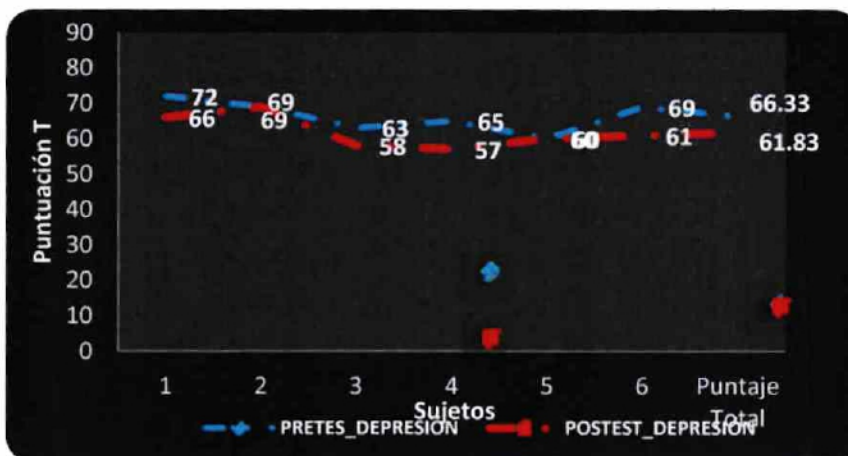 90
80
70
60
50
40
30
20
10
0
Puntuación T
72 69 63 65 60 69 66.33
66 69 58 57 60 61 61.83
1 2 3 4 5 6 Puntaje Total
Sujetos
PRETES_DEPRESION POSTEST_DEPRESION